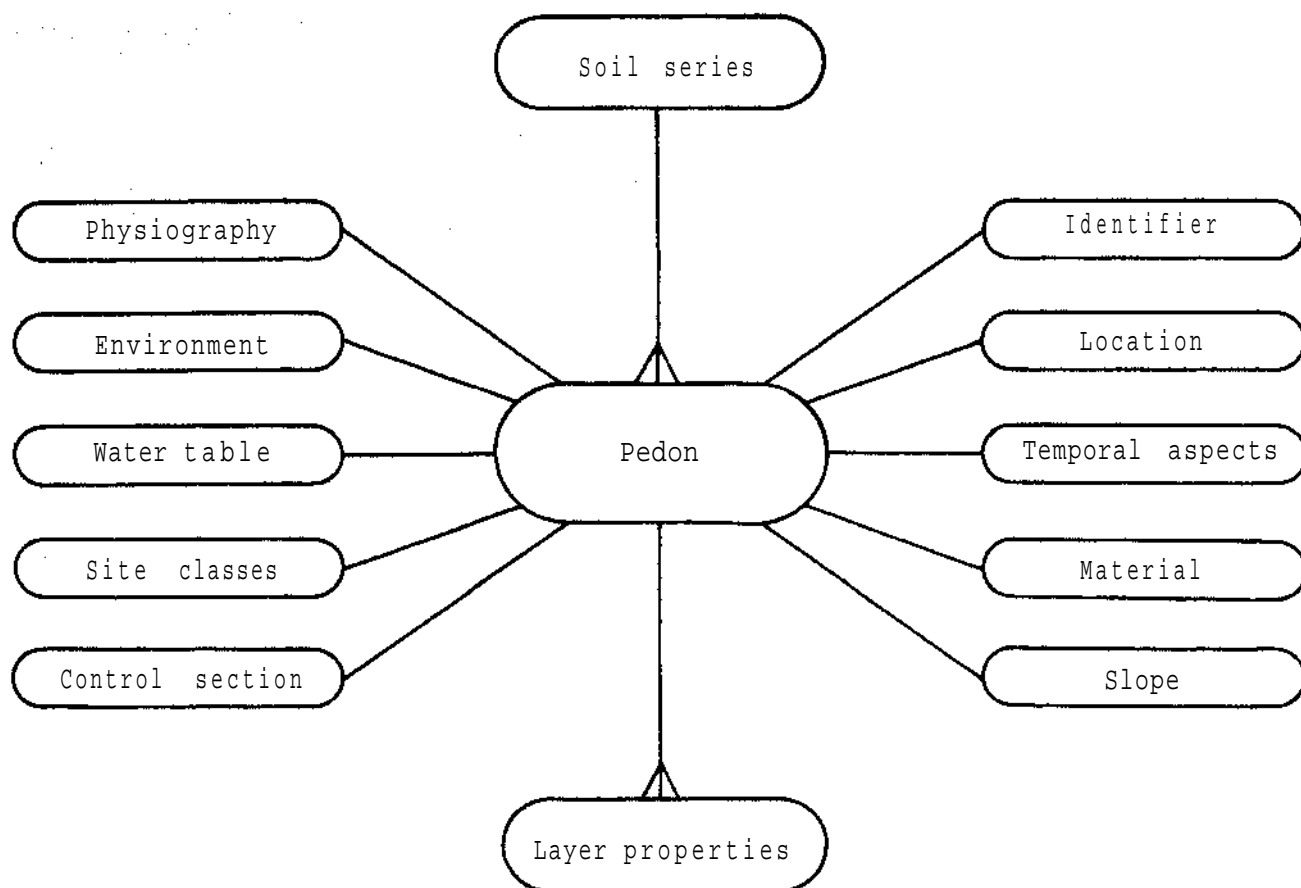 Soil series
Physiography
Identifier
Environment
Location
Water table
Pedon
Temporal aspects
Site classes
Material
Control section
Slope
Layer properties